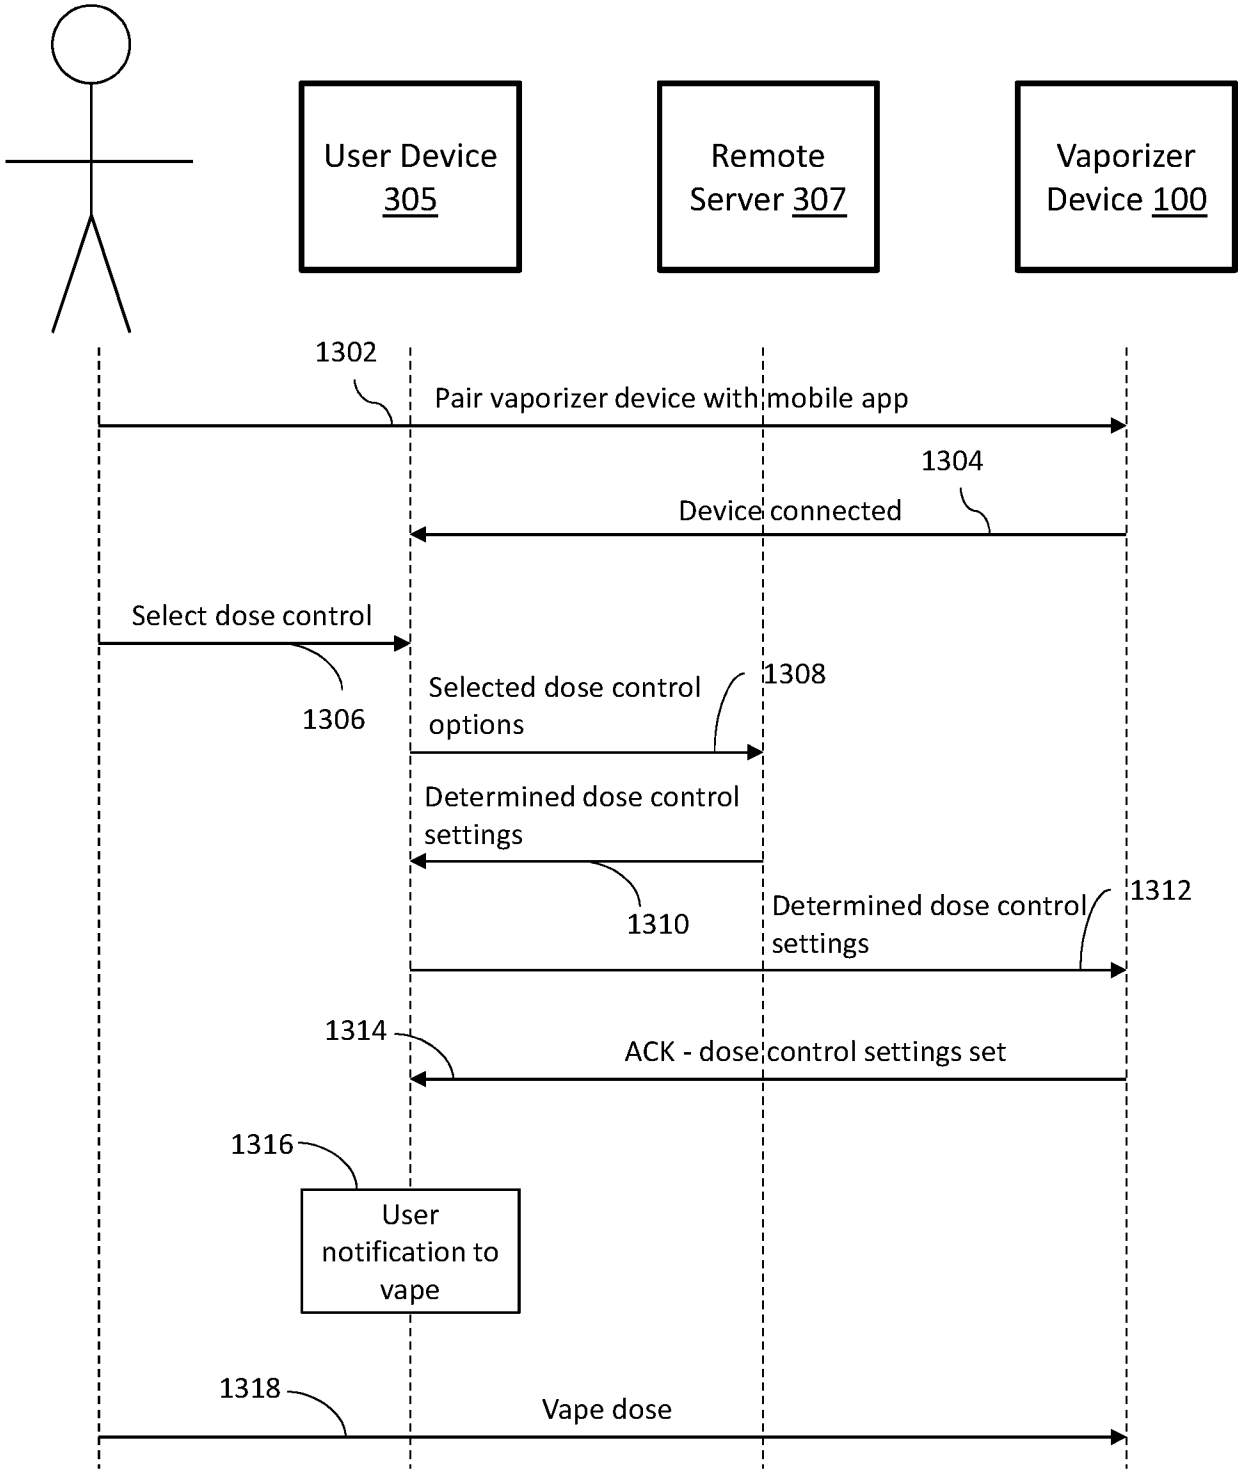 User Device
305
Remote
Server 307
Vaporizer
Device 100
1302
Pair vaporizer device with mobile app
1304
Device connected
Select dose control
1306
1308
Selected dose control
options
Determined dose control
settings
1310
1312
Determined dose control
settings
1314
ACK - dose control settings set
1316
User
notification to
vape
1318
Vape dose